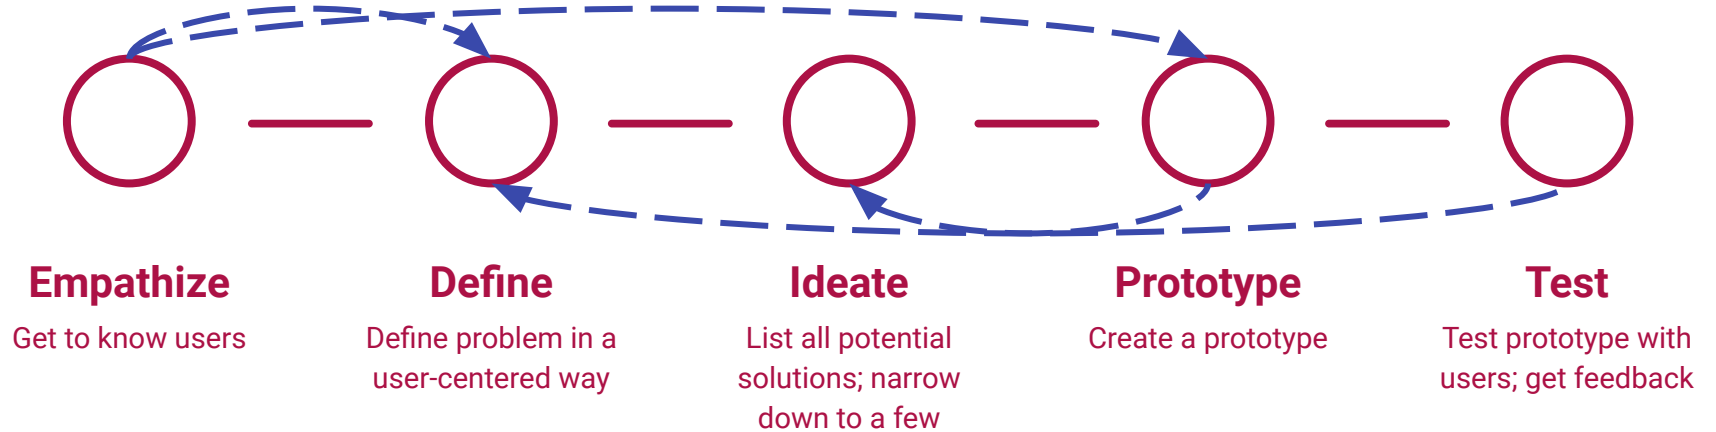 Empathize
Get to know users
Define
Define problem in a
user-centered way
Ideate
List all potential
solutions; narrow
down to a few
Prototype
Create a prototype
Test
Test prototype with
users; get feedback